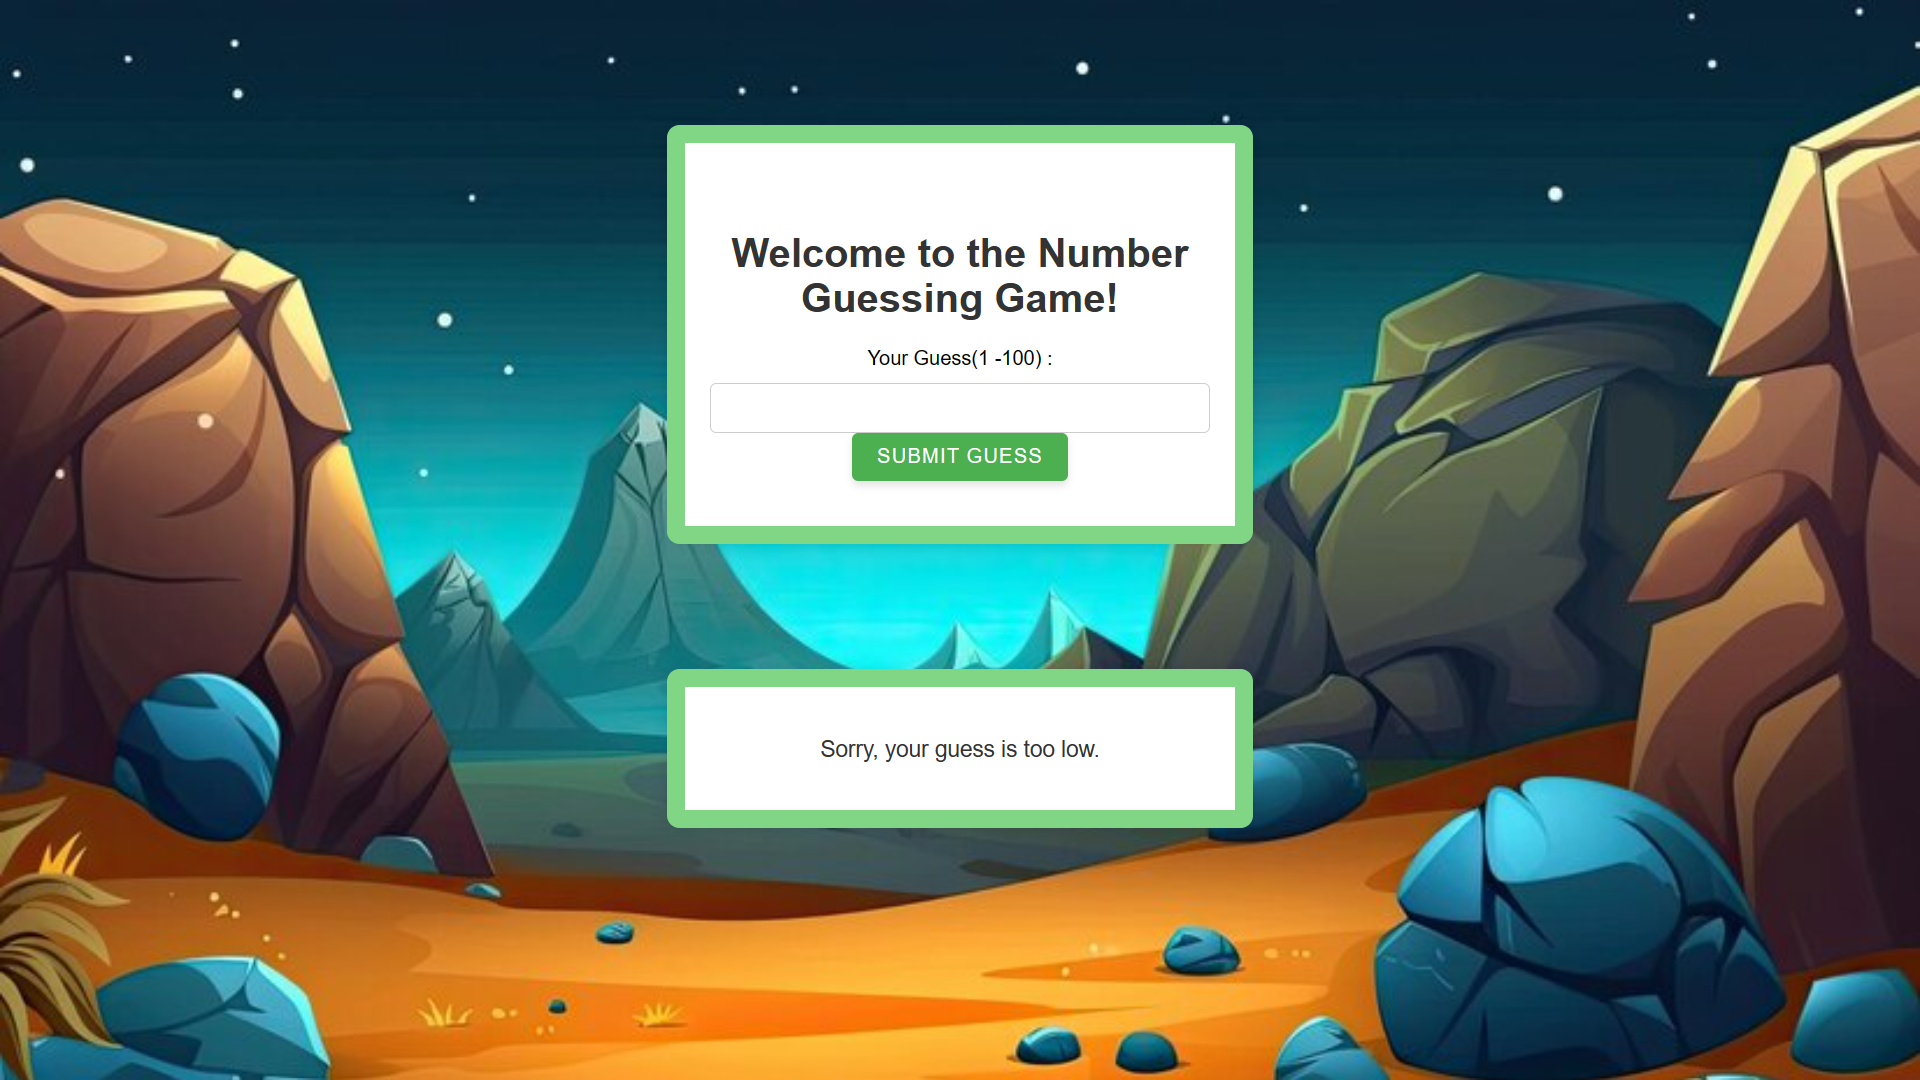 Welcome to the Number
Guessing Game!
Your Guess(1 -100) :
SUBMIT GUESS
Sorry, your guess is too low.